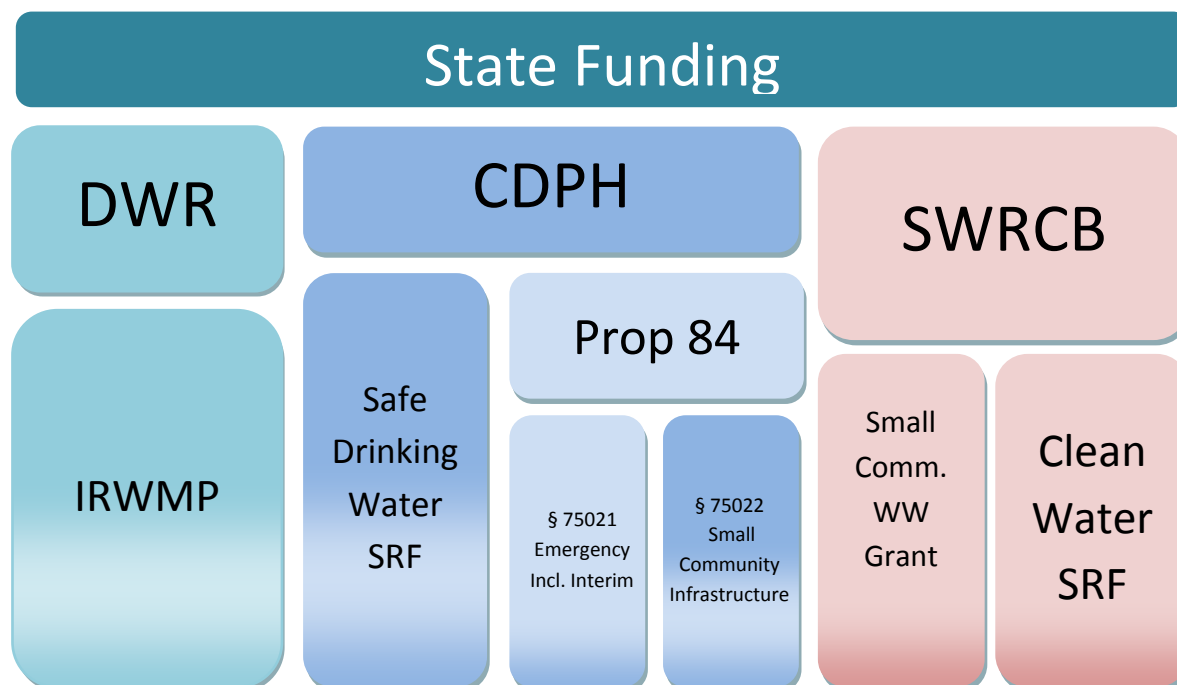 State Funding
DWR
CDPH
SWRCB
IRWMP
Safe
Drinking
Water
SRF
Prop 84
§ 75021
Emergency
Incl. Interim
§ 75022
Small
Community
Infrastructure
Small
Comm.
WW
Grant
Clean
Water
SRF